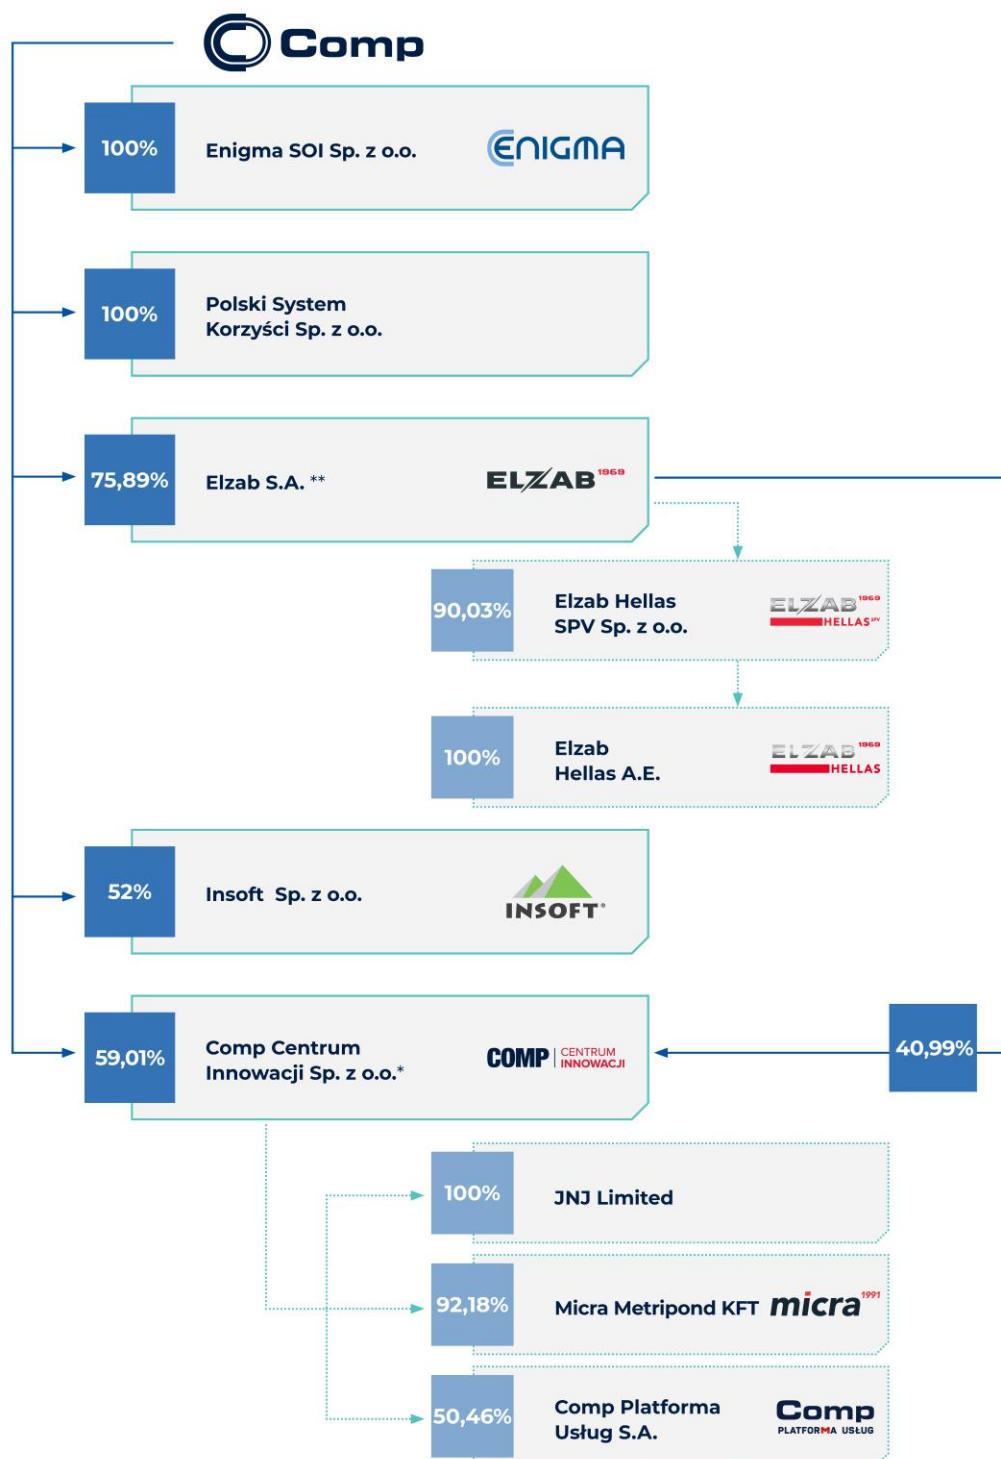 Comp
100%
Enigma SOI Sp. z o.o.
ENIGMA
100%
Polski System
Korzyści Sp. z o.o.
75,89%
Elzab S.A. **
ELZAB 1969
90,03%
Elzab Hellas
SPV Sp. z o.o.
ELZAB 1969
HELLAS SPV
100%
Elzab
Hellas A.E.
ELZAB 1969
HELLAS
52%
Insoft Sp. z o.o.
INSOFT®
59,01%
Comp Centrum
Innowacji Sp. z o.o.*
COMP CENTRUM
INNOWACJI
40,99%
100%
JNJ Limited
92,18%
Micra Metripond KFT
micra 1991
50,46%
Comp Platforma
Usług S.A.
Comp
PLATFORMA USŁUG